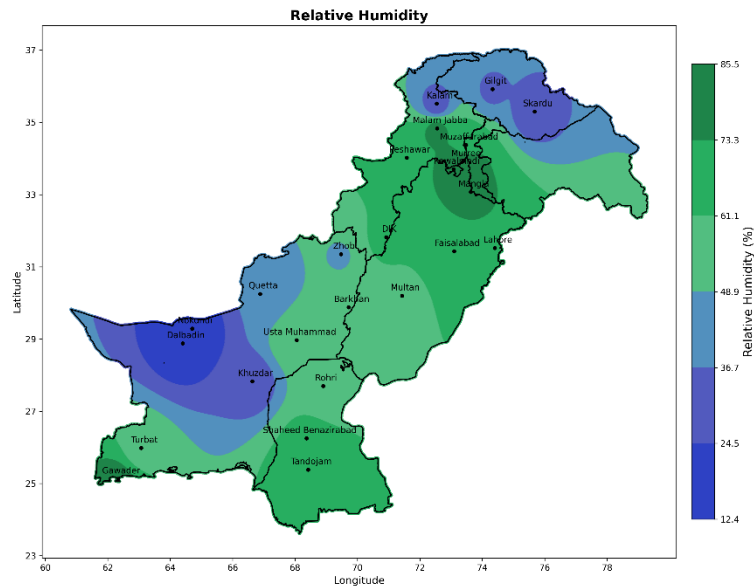 Relative Humidity
37
35
33
31
29
27
25
23
Latitude
60
62
64
66
68
70
72
74
76
78
Longitude
Kalam
Gilgit
Skardu
Malam Jabba
Muzaffarabad
Peshawar
Murree
Mangla
DIK
Faisalabad
Lahore
Zhob
Quetta
Multan
Barkhan
Nokundi
Dalbadin
Usta Muhammad
Khuzdar
Rohri
Turbat
Shaheed Benazirabad
Gawader
Tandojam
85.5
73.3
61.1
48.9
36.7
24.5
12.4
Relative Humidity (%)